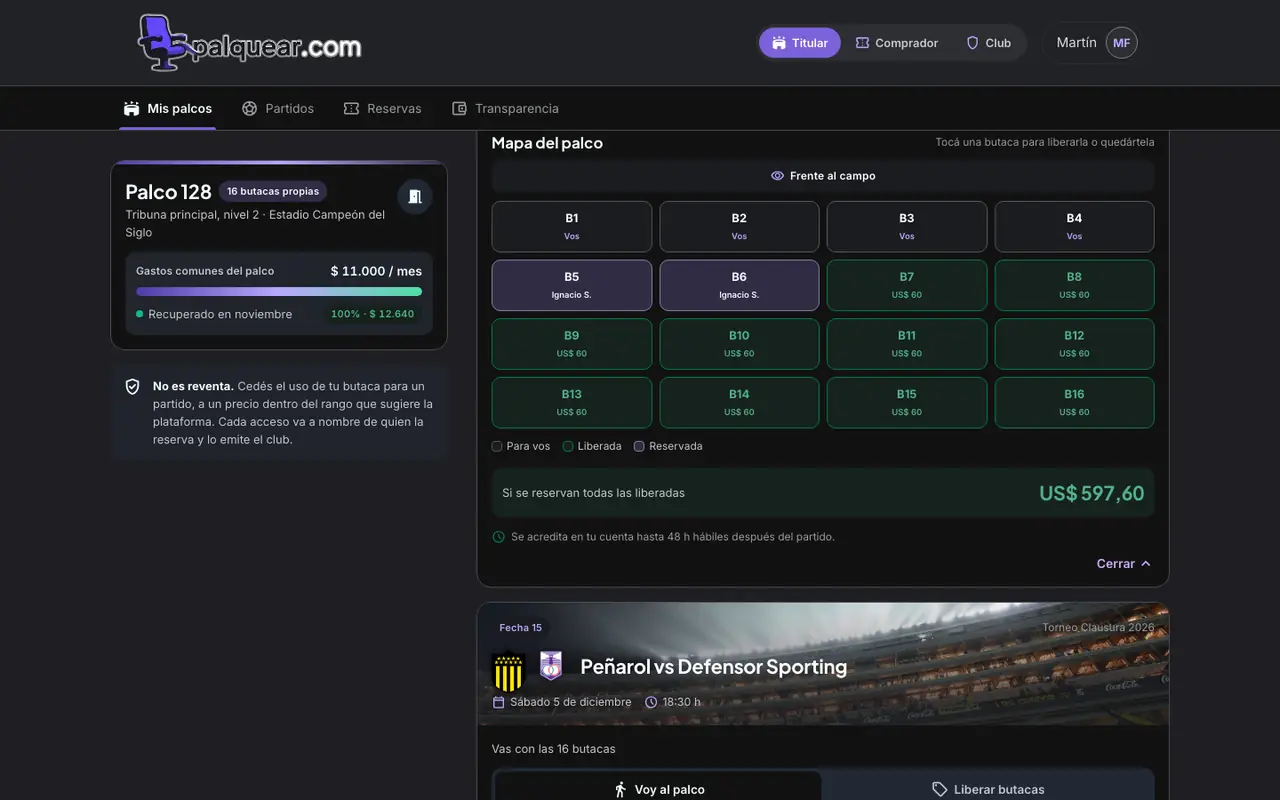 palquear.com
Titular
Comprador
Club
Martín
MF
Mis palcos
Partidos
Reservas
Transparencia
Palco 128
16 butacas propias
Tribuna principal, nivel 2 · Estadio Campeón del
Siglo
Gastos comunes del palco
$ 11.000 / mes
Recuperado en noviembre
100% · $ 12.640
No es reventa. Cedés el uso de tu butaca para un
partido, a un precio dentro del rango que sugiere la
plataforma. Cada acceso va a nombre de quien la
reserva y lo emite el club.
Mapa del palco
Tocá una butaca para liberarla o quedártela
Frente al campo
B1
Vos
B2
Vos
B3
Vos
B4
Vos
B5
Ignacio S.
B6
Ignacio S.
B7
US$ 60
B8
US$ 60
B9
US$ 60
B10
US$ 60
B11
US$ 60
B12
US$ 60
B13
US$ 60
B14
US$ 60
B15
US$ 60
B16
US$ 60
Para vos
Liberada
Reservada
Si se reservan todas las liberadas
US$ 597,60
Se acredita en tu cuenta hasta 48 h hábiles después del partido.
Cerrar
Fecha 15
Torneo Clausura 2026
Peñarol vs Defensor Sporting
Sábado 5 de diciembre
18:30 h
Vas con las 16 butacas
Voy al palco
Liberar butacas